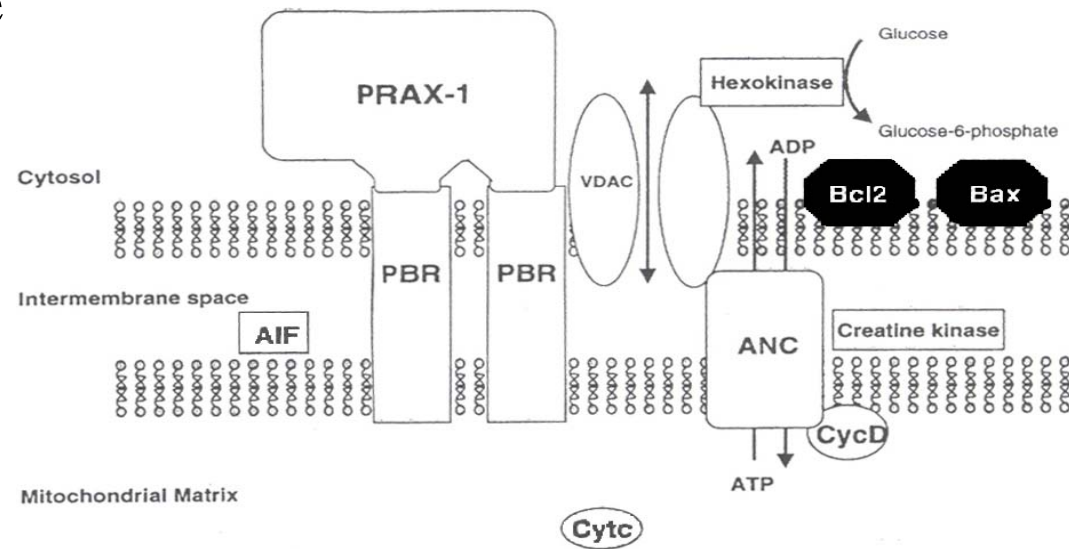 PRAX-1
Glucose
Hexokinase
Glucose-6-phosphate
VDAC
ADP
Cytosol
Bcl2
Bax
PBR
PBR
Intermembrane space
AIF
ANC
Creatine kinase
CycD
ATP
Mitochondrial Matrix
Cytc